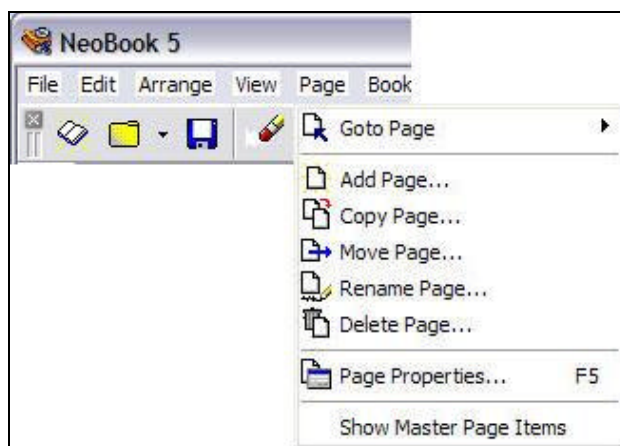 NeoBook 5
File Edit Arrange View Page Book
Goto Page
Add Page...
Copy Page...
Move Page...
Rename Page...
Delete Page...
Page Properties... F5
Show Master Page Items